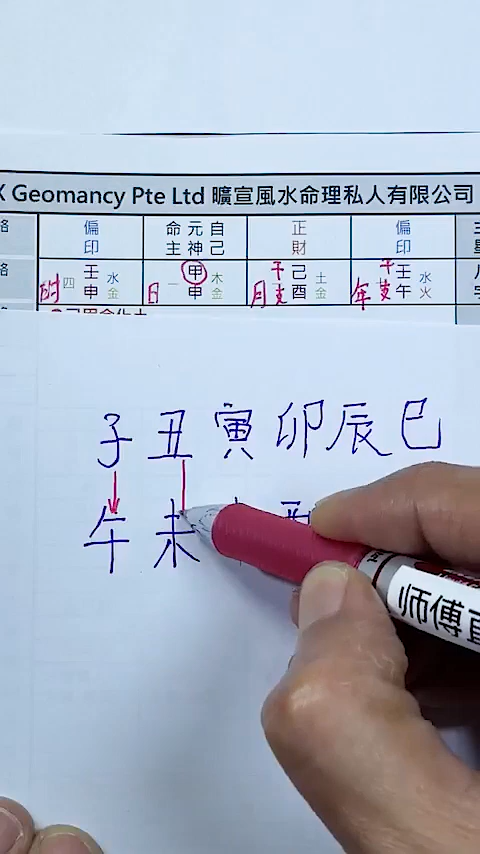 X Geomancy Pte Ltd 曠宣風水命理私人有限公司
格 偏 命元自 正 偏
印 主神己 財 印
格 時 四 壬 水 日 一 甲 木 月 干 己 土 年 干 壬 水
申 金 申 金 支 酉 金 支 午 火
子丑寅卯辰巳
午未
师傅